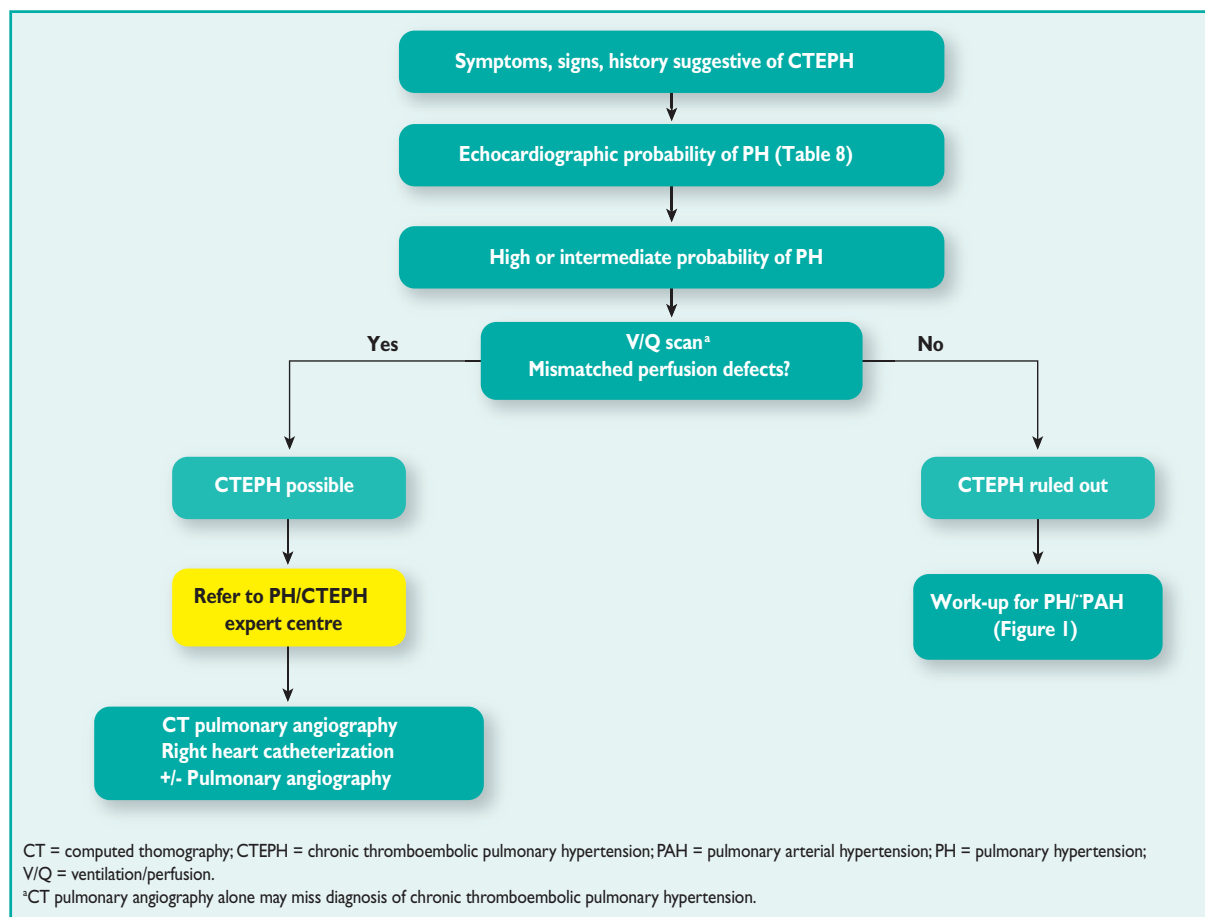 Symptoms, signs, history suggestive of CTEPH
Echocardiographic probability of PH (Table 8)
High or intermediate probability of PH
Yes
V/Q scanᵃ
Mismatched perfusion defects?
No
CTEPH possible
CTEPH ruled out
Refer to PH/CTEPH
expert centre
Work-up for PH/¨PAH
(Figure 1)
CT pulmonary angiography
Right heart catheterization
+/- Pulmonary angiography
CT = computed thomography; CTEPH = chronic thromboembolic pulmonary hypertension; PAH = pulmonary arterial hypertension; PH = pulmonary hypertension;
V/Q = ventilation/perfusion.
ᵃCT pulmonary angiography alone may miss diagnosis of chronic thromboembolic pulmonary hypertension.